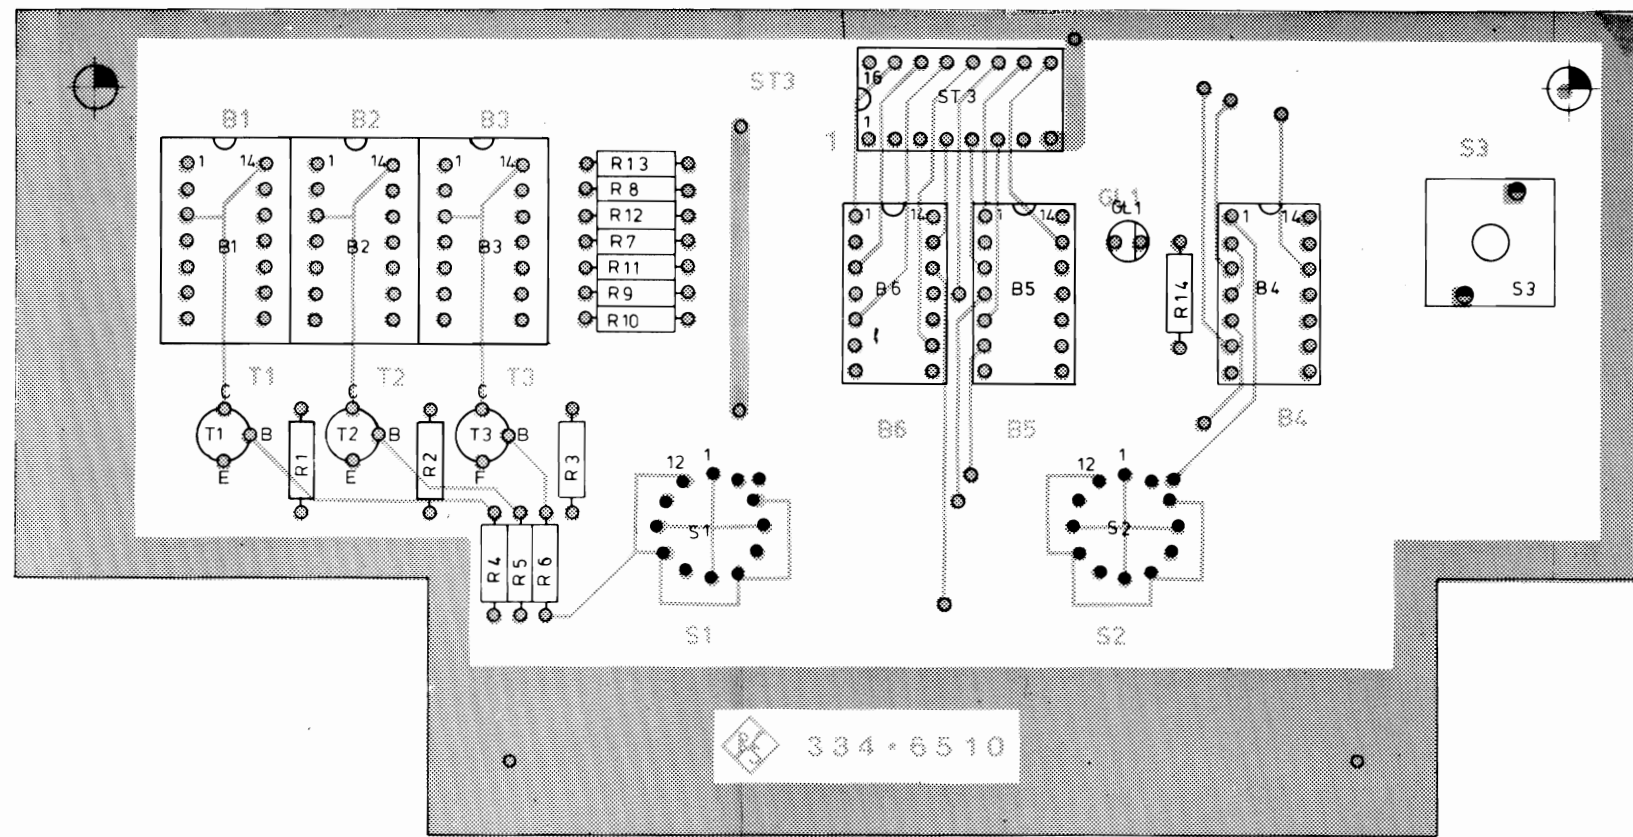 ST3
16
ST 3
1
1
B1 B2 B3
1 14 1 14 1 14
B1 B2 B3
R13
R 8
R12
R7
R11
R9
R10
S3
S3
GL1
GL1
1 14 1 14 1 14
B6 B5 R14 B4
T1 T2 T3
C C C
T1 B T2 B T3 B
E E F
R1 R2 R3
B6 B5 B4
12 1 12 1
S1 S2
R4 R5 R6
S1 S2
R&S 334·6510